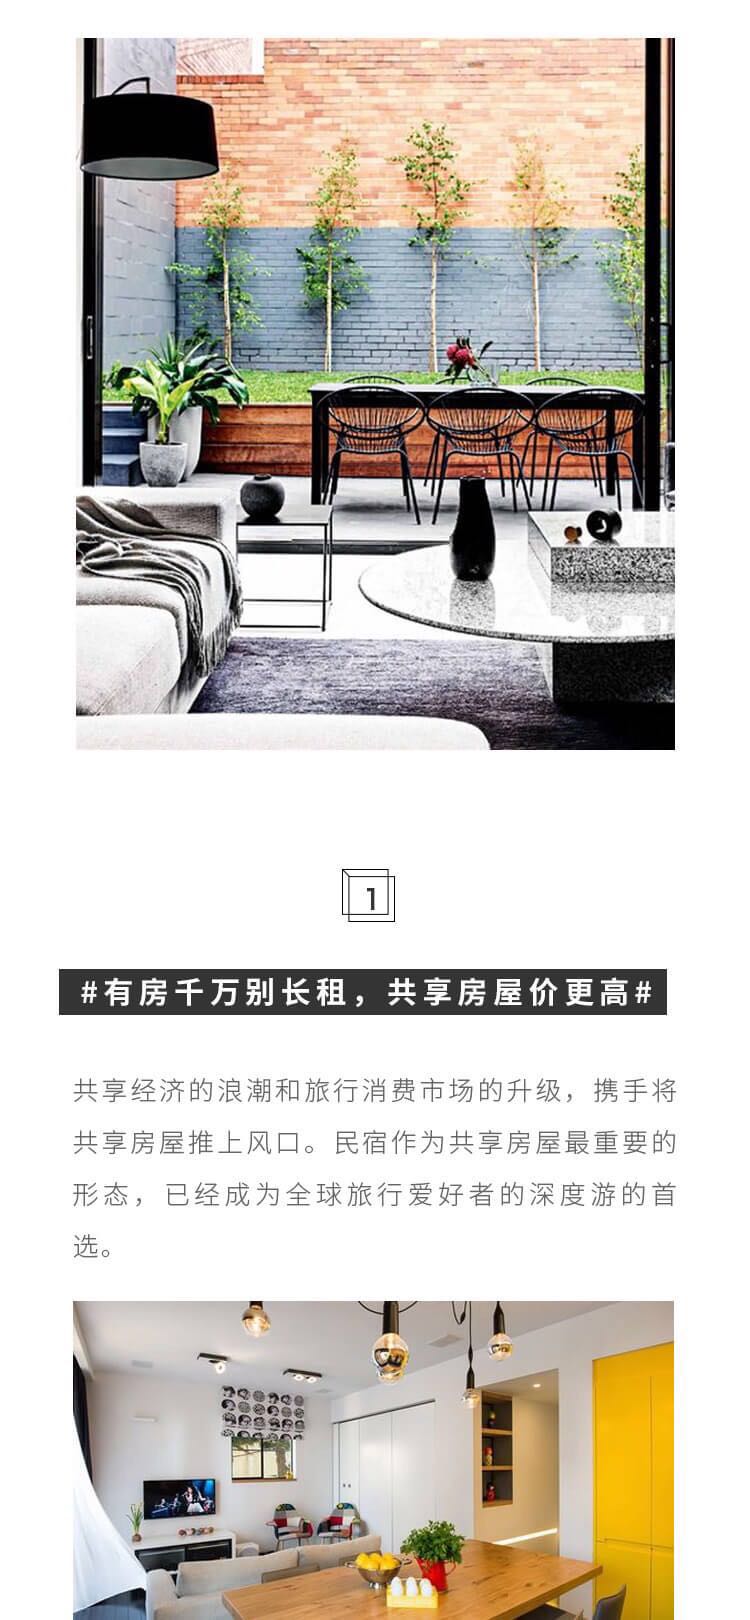 1
#有房千万别长租，共享房屋价更高#
共享经济的浪潮和旅行消费市场的升级，携手将
共享房屋推上风口。民宿作为共享房屋最重要的
形态，已经成为全球旅行爱好者的深度游的首
选。